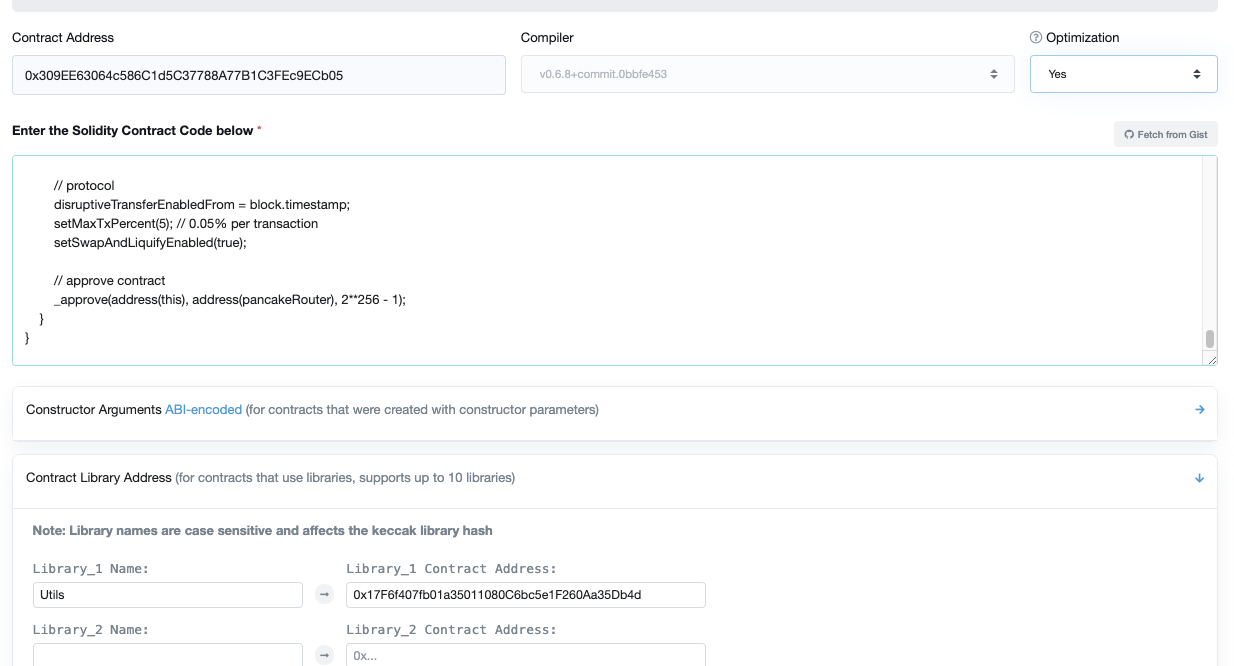 Contract Address
Compiler
Optimization
0x309EE63064c586C1d5C37788A77B1C3FEc9ECb05
v0.6.8+commit.0bbfe453
Yes
Enter the Solidity Contract Code below *
Fetch from Gist
// protocol
disruptiveTransferEnabledFrom = block.timestamp;
setMaxTxPercent(5); // 0.05% per transaction
setSwapAndLiquifyEnabled(true);
// approve contract
_approve(address(this), address(pancakeRouter), 2**256 - 1);
}
}
Constructor Arguments ABI-encoded (for contracts that were created with constructor parameters)
Contract Library Address (for contracts that use libraries, supports up to 10 libraries)
Note: Library names are case sensitive and affects the keccak library hash
Library_1 Name:
Library_1 Contract Address:
Utils
0x17F6f407fb01a35011080C6bc5e1F260Aa35Db4d
Library_2 Name:
Library_2 Contract Address:
0x...